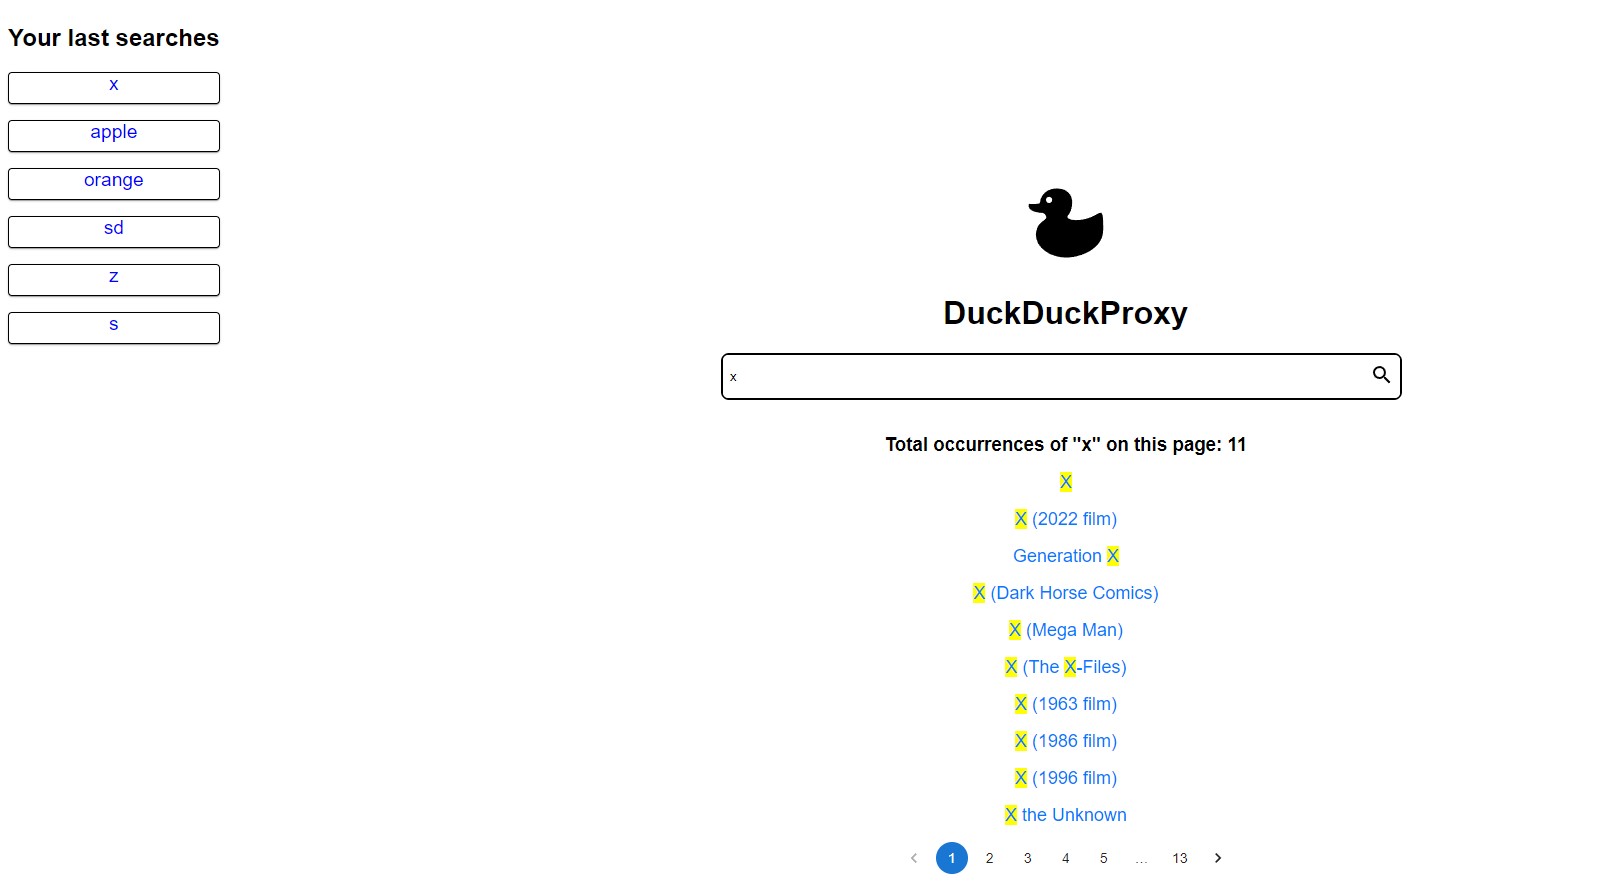 Your last searches
x
apple
orange
sd
z
s
DuckDuckProxy
x
Total occurrences of "x" on this page: 11
X
X (2022 film)
Generation X
X (Dark Horse Comics)
X (Mega Man)
X (The X-Files)
X (1963 film)
X (1986 film)
X (1996 film)
X the Unknown
1 2 3 4 5 … 13